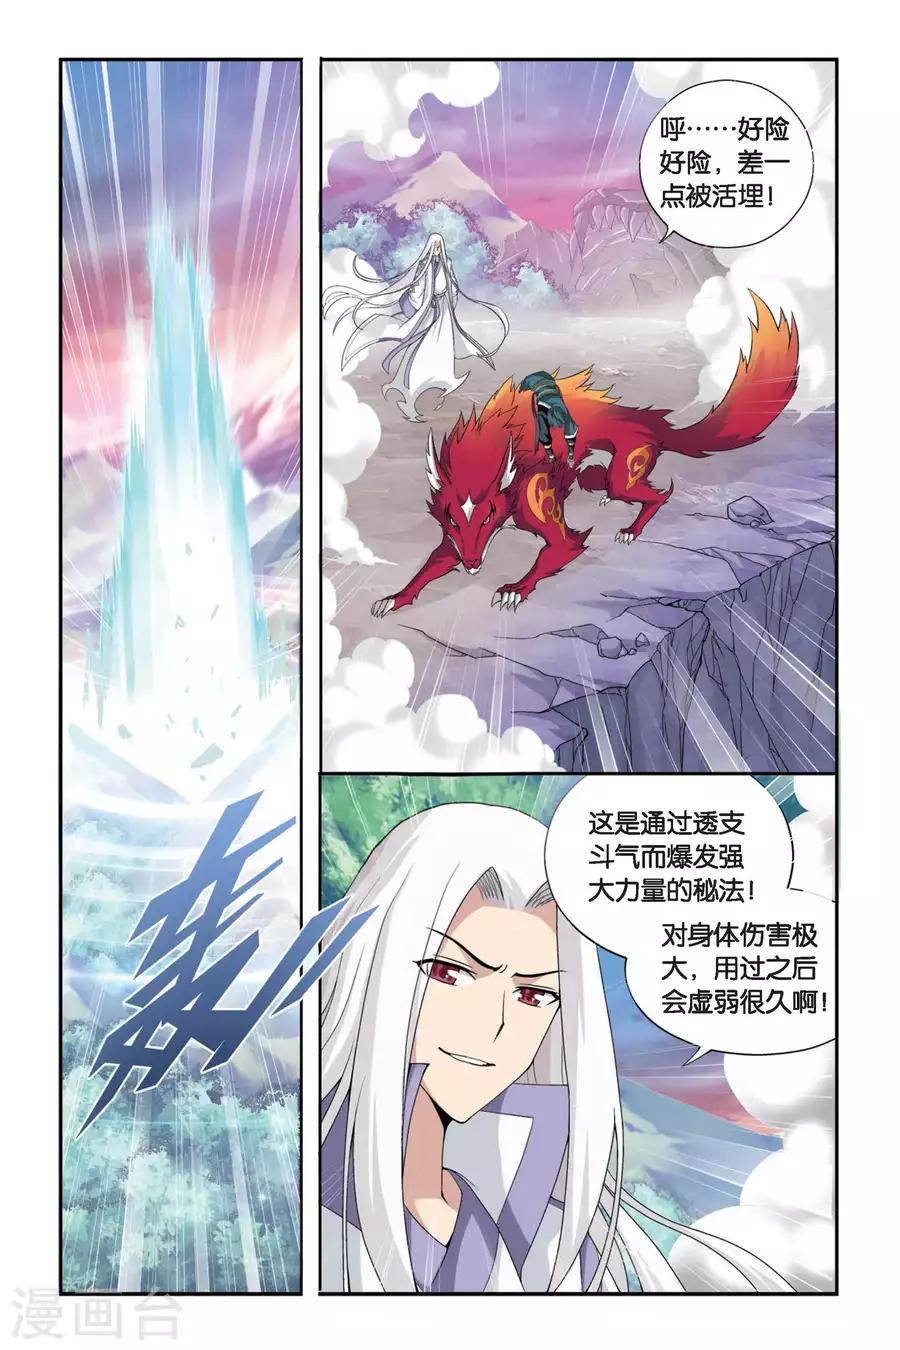 呼……好险
好险，差一
点被活埋！
这是通过透支
斗气而爆发强
大力量的秘法！
对身体伤害极
大，用过之后
会虚弱很久啊！
漫画台